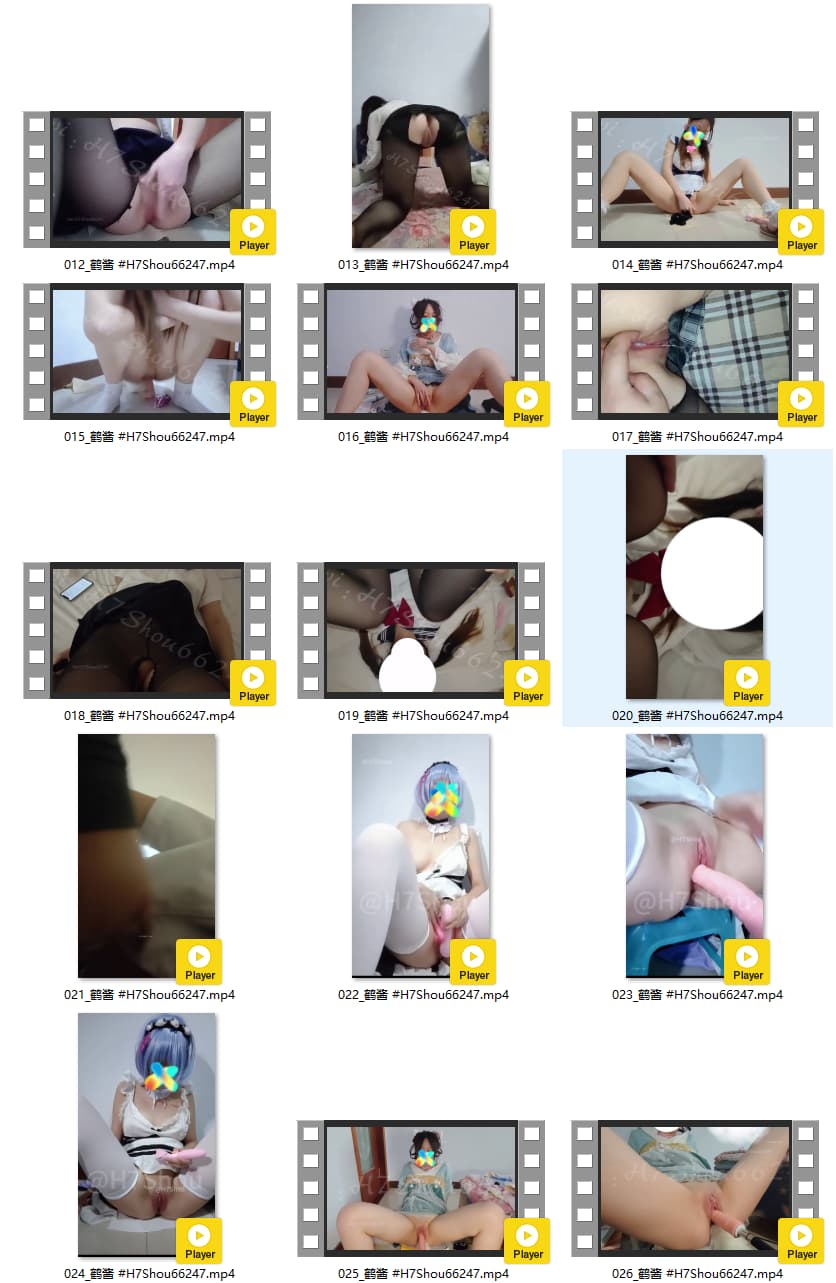 Player
012_鹤酱 #H7Shou66247.mp4
Player
013_鹤酱 #H7Shou66247.mp4
Player
014_鹤酱 #H7Shou66247.mp4
Player
015_鹤酱 #H7Shou66247.mp4
Player
016_鹤酱 #H7Shou66247.mp4
Player
017_鹤酱 #H7Shou66247.mp4
Player
018_鹤酱 #H7Shou66247.mp4
Player
019_鹤酱 #H7Shou66247.mp4
Player
020_鹤酱 #H7Shou66247.mp4
Player
021_鹤酱 #H7Shou66247.mp4
@H7Shou
Player
022_鹤酱 #H7Shou66247.mp4
@H7Shou
Player
023_鹤酱 #H7Shou66247.mp4
@H7Shou
Player
024_鹤酱 #H7Shou66247.mp4
Player
025_鹤酱 #H7Shou66247.mp4
Player
026_鹤酱 #H7Shou66247.mp4